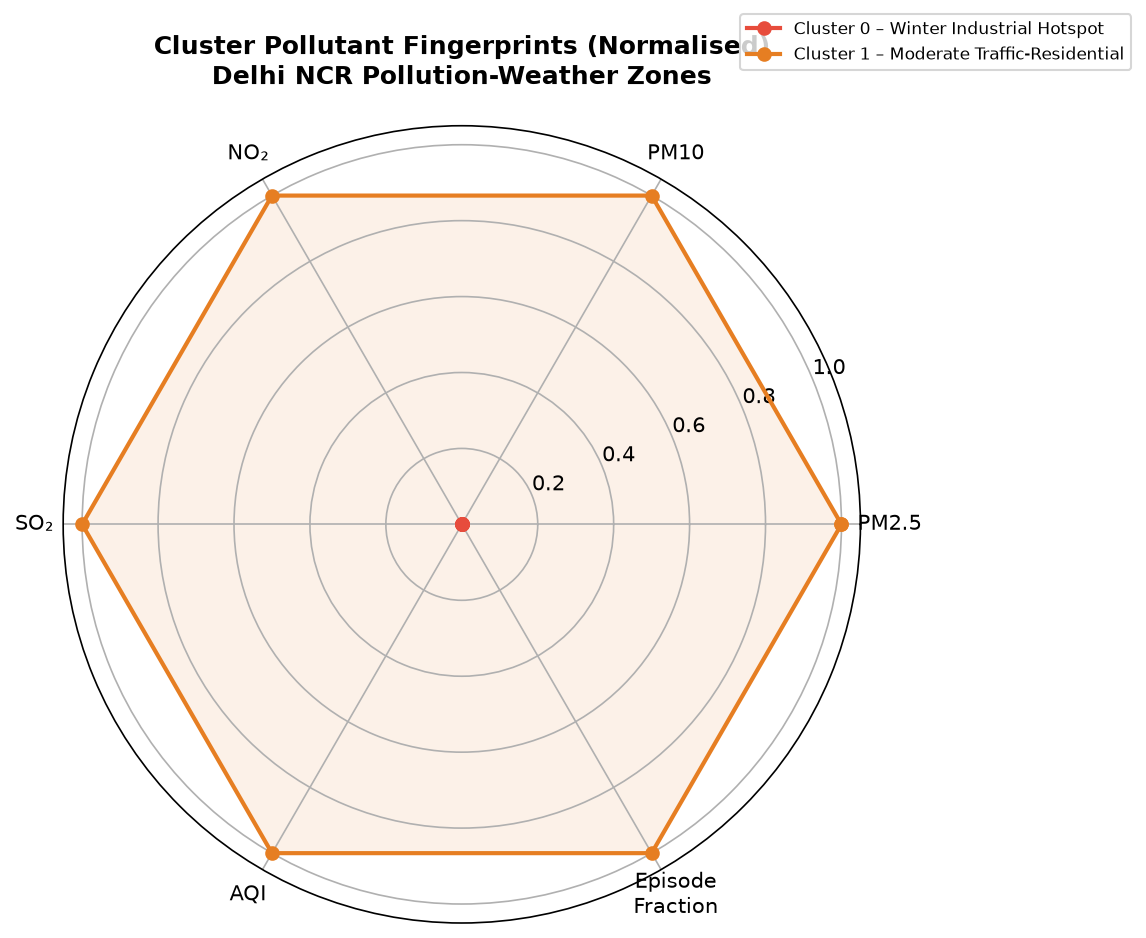 Cluster Pollutant Fingerprints (Normalised)
Delhi NCR Pollution-Weather Zones
Cluster 0 – Winter Industrial Hotspot
Cluster 1 – Moderate Traffic-Residential
NO₂
PM10
1.0
0.8
0.6
0.4
0.2
SO₂
PM2.5
AQI
Episode
Fraction